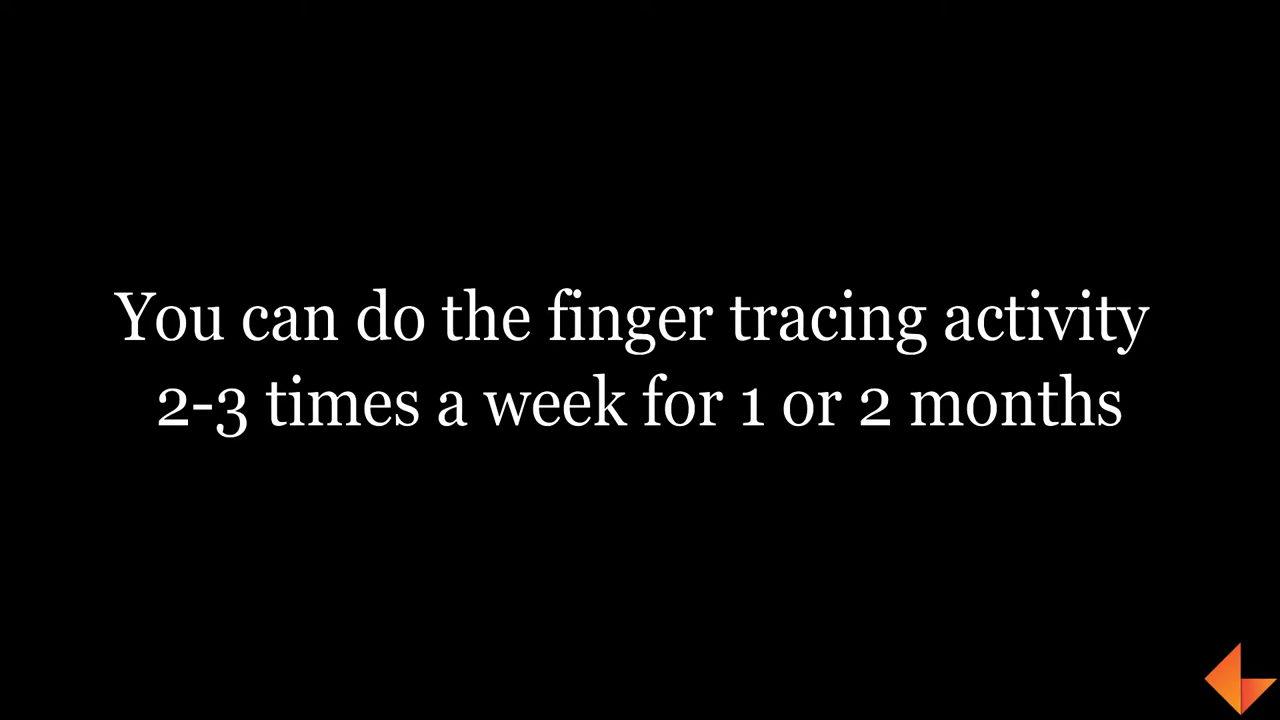 You can do the finger tracing activity
2-3 times a week for 1 or 2 months